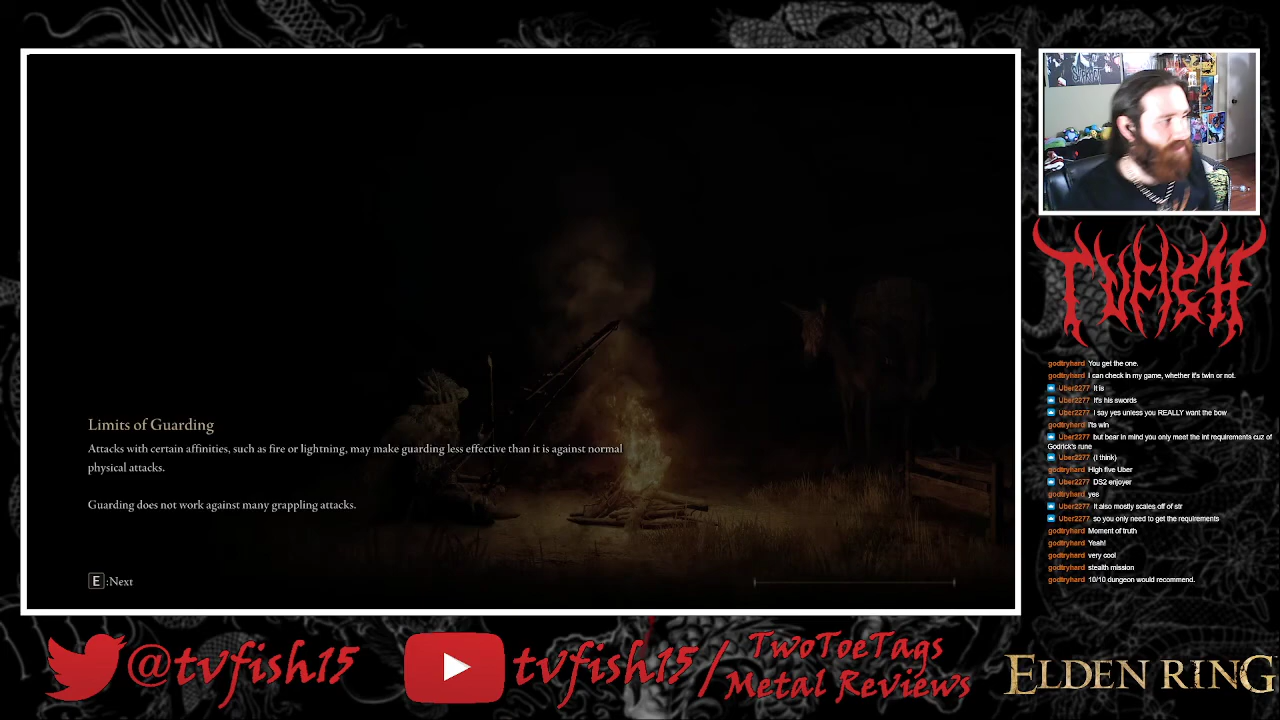 Limits of Guarding
Attacks with certain affinities, such as fire or lightning, may make guarding less effective than it is against normal
physical attacks.
Guarding does not work against many grappling attacks.
E:Next
SLIPKNOT
TVFISH
godtryhard You get the one.
godtryhard I can check in my game, whether it's twin or not.
Uber2277 It is
Uber2277 It's his swords
Uber2277 I say yes unless you REALLY want the bow
godtryhard its win
Uber2277 but bear in mind you only meet the int requirements cuz of
Godrick's rune
Uber2277 (I think)
godtryhard High five Uber
Uber2277 DS2 enjoyer
godtryhard yes
Uber2277 It also mostly scales off of str
Uber2277 so you only need to get the requirements
godtryhard Moment of truth
godtryhard Yeah!
godtryhard very cool
godtryhard stealth mission
godtryhard 10/10 dungeon would recommend.
@tvfish15
tvfish15 / TwoToeTags
Metal Reviews
ELDEN RING